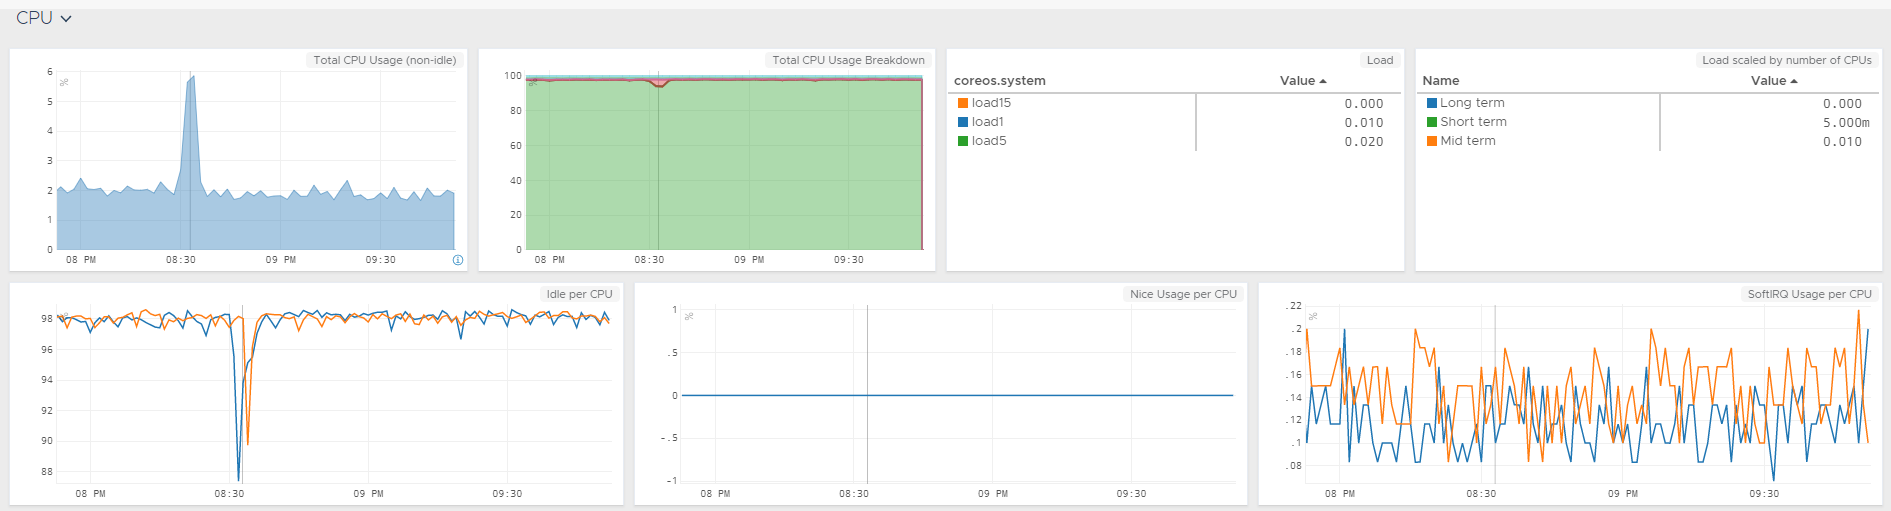 CPU
Total CPU Usage (non-idle)
%
6
5
4
3
2
1
0
08 PM 08:30 09 PM 09:30
Total CPU Usage Breakdown
%
100
80
60
40
20
0
08 PM 08:30 09 PM 09:30
Load
coreos.system Value
load15 0.000
load1 0.010
load5 0.020
Load scaled by number of CPUs
Name Value
Long term 0.000
Short term 5.000m
Mid term 0.010
Idle per CPU
%
98
96
94
92
90
88
08 PM 08:30 09 PM 09:30
Nice Usage per CPU
%
1
.5
0
-.5
-1
08 PM 08:30 09 PM 09:30
SoftIRQ Usage per CPU
%
.22
.2
.18
.16
.14
.12
.1
.08
08 PM 08:30 09 PM 09:30